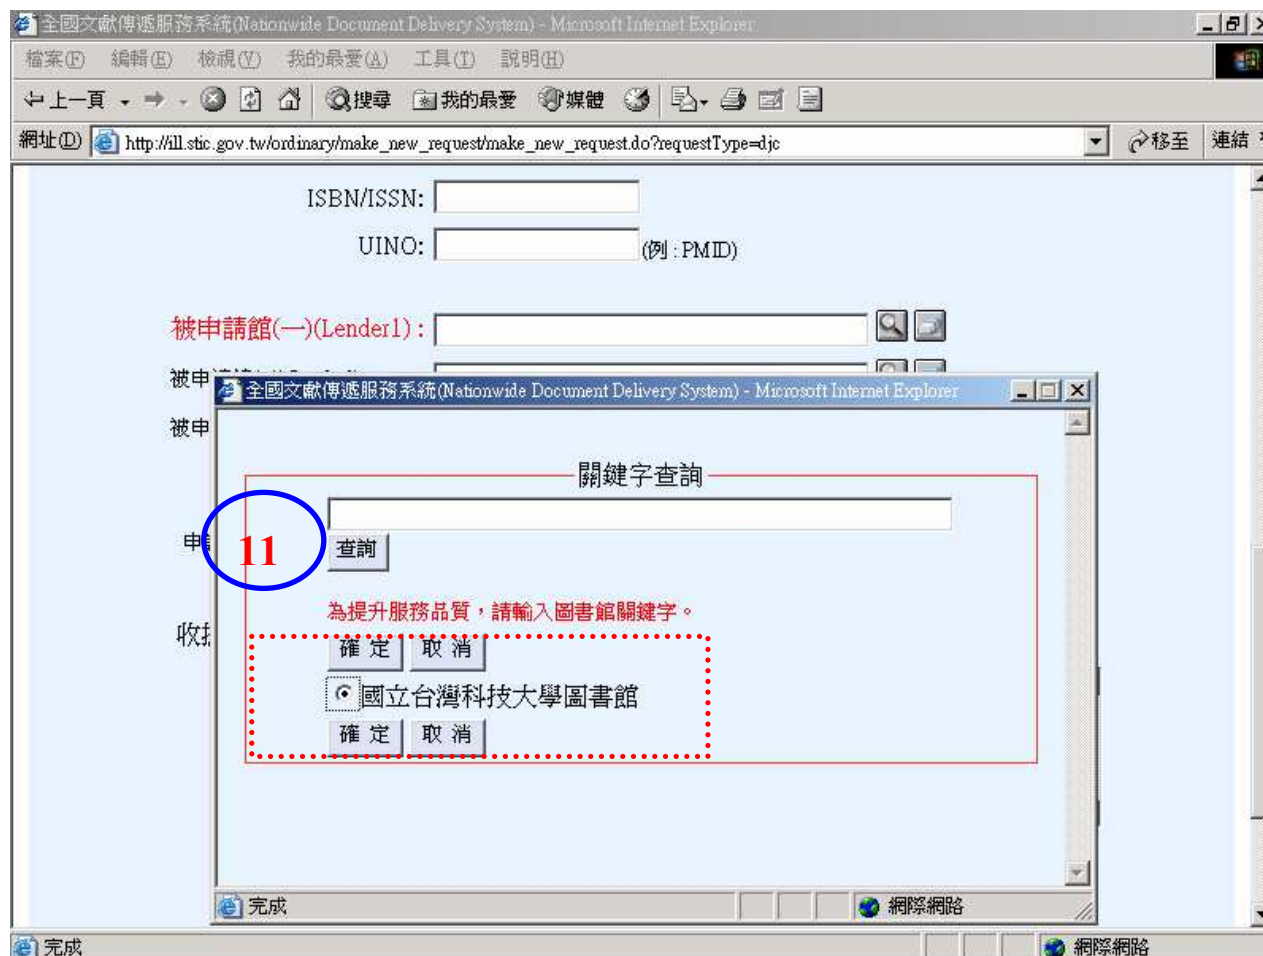 全國文獻傳遞服務系統(Nationwide Document Delivery System) - Microsoft Internet Explorer
檔案(F) 編輯(E) 檢視(V) 我的最愛(A) 工具(T) 說明(H)
上一頁 搜尋 我的最愛 媒體
網址(D) http://ill.stic.gov.tw/ordinary/make_new_request/make_new_request.do?requestType=djc 移至 連結
ISBN/ISSN:
UINO: (例 : PMID)
被申請館(一)(Lender1) :
被申
全國文獻傳遞服務系統(Nationwide Document Delivery System) - Microsoft Internet Explorer
被申
關鍵字查詢
申
11
查詢
為提升服務品質，請輸入圖書館關鍵字。
收
確 定 取 消
國立台灣科技大學圖書館
確 定 取 消
完成 網際網路
完成 網際網路